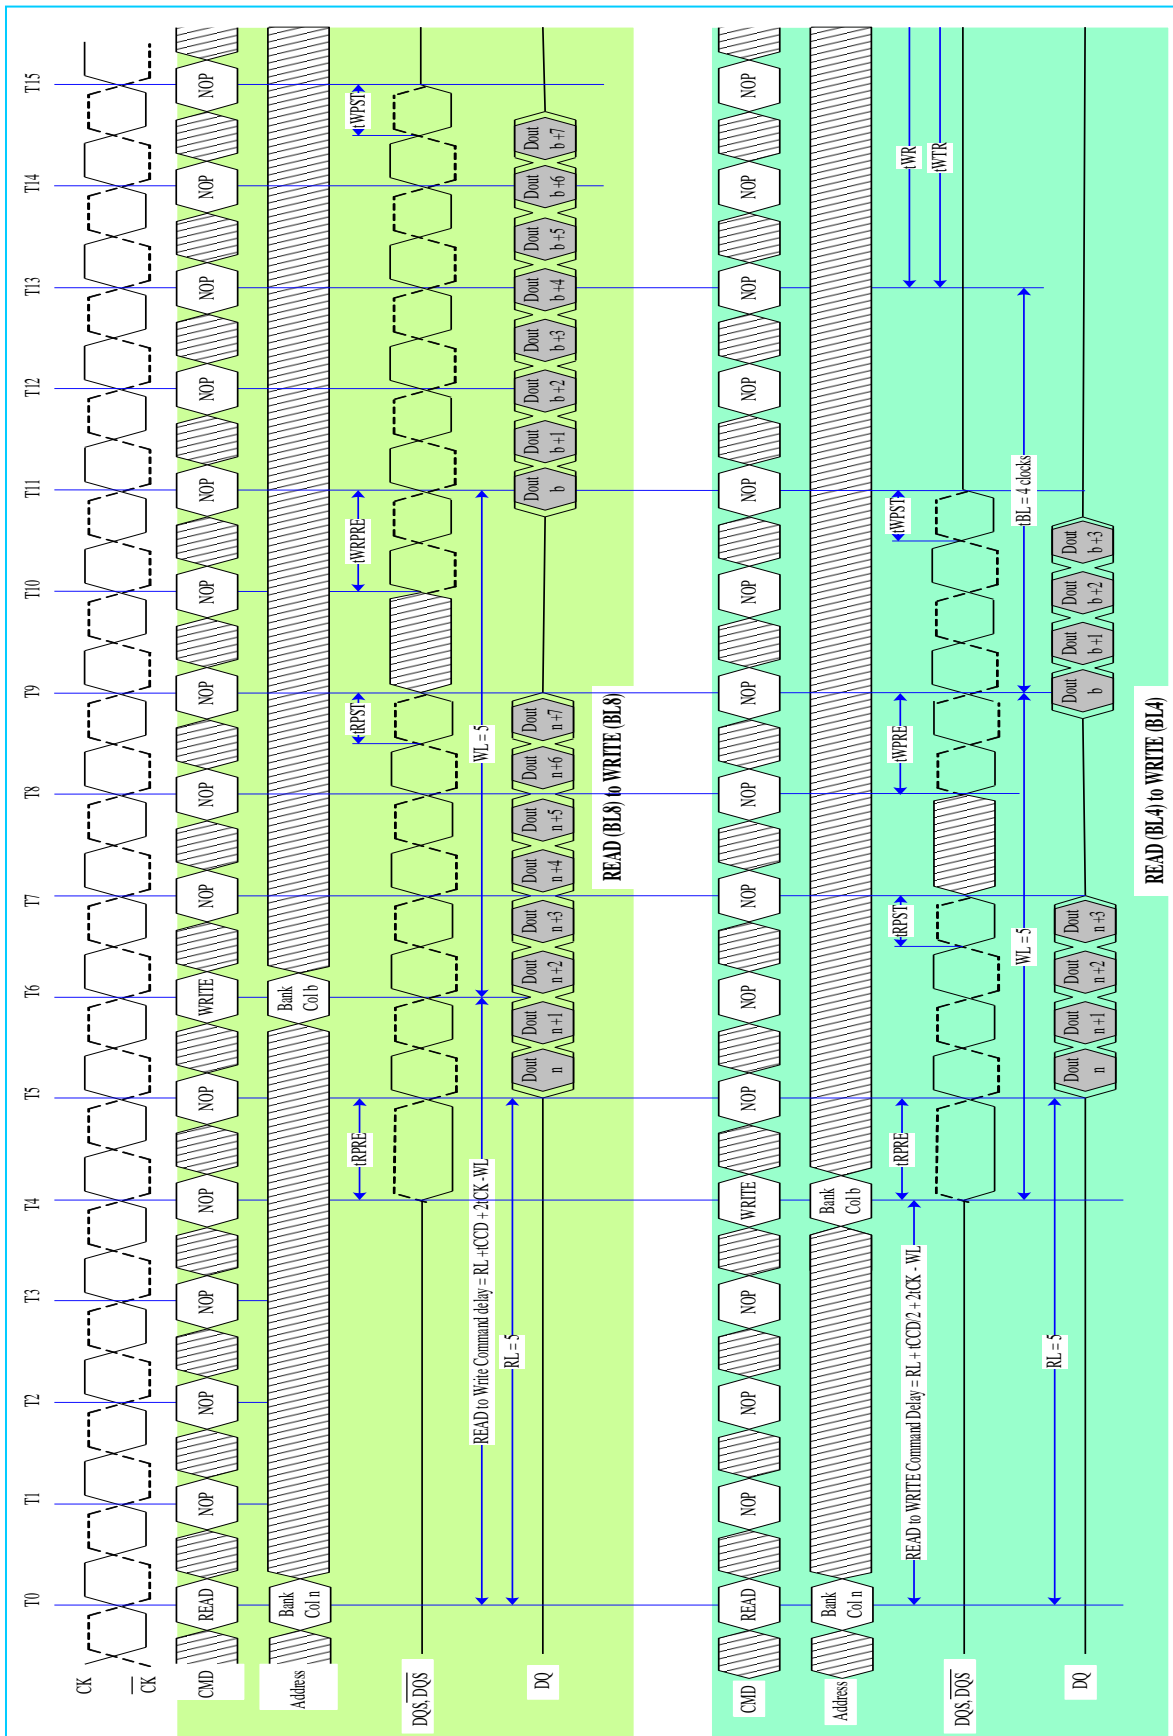 T0 T1 T2 T3 T4 T5 T6 T7 T8 T9 T10 T11 T12 T13 T14 T15
CK
CK
CMD READ NOP NOP NOP NOP NOP WRITE NOP NOP NOP NOP NOP NOP NOP NOP NOP
Address Bank Bank
Col n Col b
tRPRE tRPST tWRPRE tWPST
DQS, DQS
READ to Write Command delay = RL +tCCD + 2tCK -WL WL = 5
RL = 5
DQ Dout Dout Dout Dout Dout Dout Dout Dout Dout Dout Dout Dout Dout Dout Dout Dout
n n+1 n+2 n+3 n+4 n+5 n+6 n+7 b b+1 b+2 b+3 b+4 b+5 b+6 b+7
READ (BL8) to WRITE (BL8)
CMD READ NOP NOP NOP WRITE NOP NOP NOP NOP NOP NOP NOP NOP NOP NOP NOP
Address Bank Bank
Col n Col b
tRPRE tRPST tWPRE tWPST tWR
READ to WRITE Command Delay = RL + tCCD/2 + 2tCK - WL
tWTR
DQS, DQS
WL = 5 tBL = 4 clocks
RL = 5
DQ Dout Dout Dout Dout Dout Dout Dout Dout
n n+1 n+2 n+3 b b+1 b+2 b+3
READ (BL4) to WRITE (BL4)